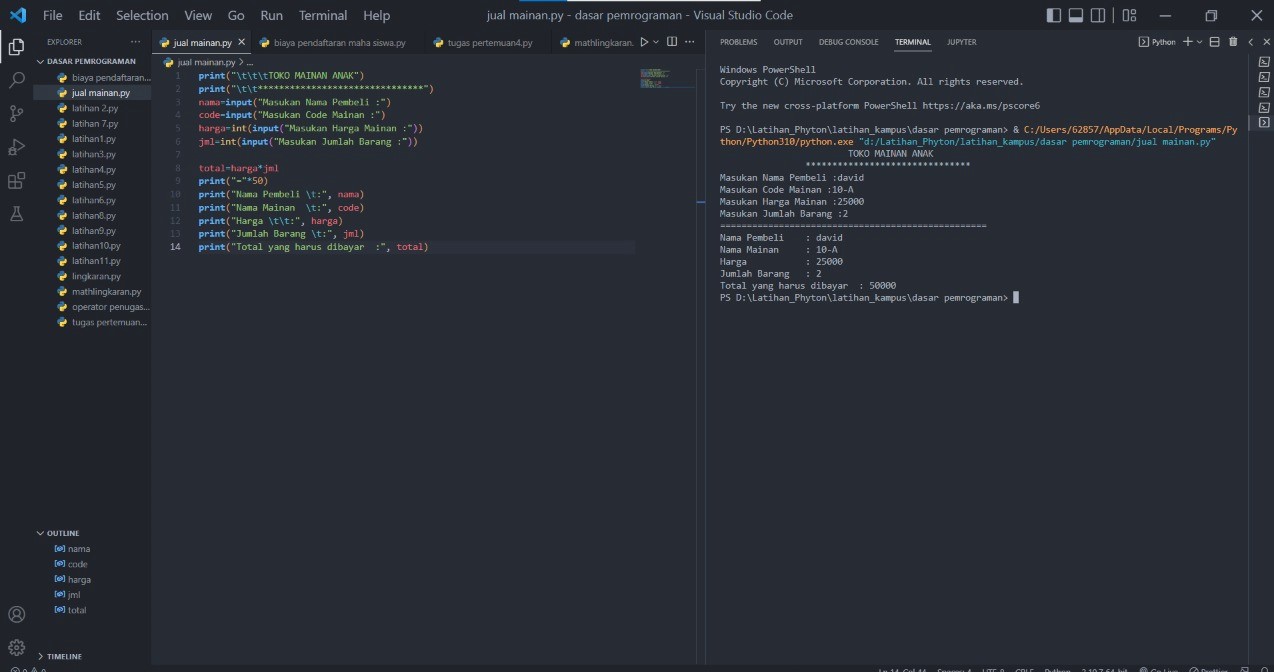 File Edit Selection View Go Run Terminal Help
jual mainan.py - dasar pemrograman - Visual Studio Code
EXPLORER
DASAR PEMROGRAMAN
biaya pendaftaran...
jual mainan.py
latihan 2.py
latihan 7.py
latihan1.py
latihan3.py
latihan4.py
latihan5.py
latihan6.py
latihan8.py
latihan9.py
latihan10.py
latihan11.py
lingkaran.py
mathlingkaran.py
operator penugas...
tugas pertemuan...
OUTLINE
nama
code
harga
jml
total
TIMELINE
jual mainan.py biaya pendaftaran maha siswa.py tugas pertemuan4.py mathlingkaran.
jual mainan.py > ...
1 print("\t\t\tTOKO MAINAN ANAK")
2 print("\t\t*******************************")
3 nama=input("Masukan Nama Pembeli :")
4 code=input("Masukan Code Mainan :")
5 harga=int(input("Masukan Harga Mainan :"))
6 jml=int(input("Masukan Jumlah Barang :"))
7
8 total=harga*jml
9 print("="*50)
10 print("Nama Pembeli \t:", nama)
11 print("Nama Mainan  \t:", code)
12 print("Harga \t\t:", harga)
13 print("Jumlah Barang \t:", jml)
14 print("Total yang harus dibayar  :", total)
PROBLEMS OUTPUT DEBUG CONSOLE TERMINAL JUPYTER
Python
Windows PowerShell
Copyright (C) Microsoft Corporation. All rights reserved.
Try the new cross-platform PowerShell https://aka.ms/pscore6
PS D:\Latihan_Phyton\latihan_kampus\dasar pemrograman> & C:/Users/62857/AppData/Local/Programs/Py
thon/Python310/python.exe "d:/Latihan_Phyton/latihan_kampus/dasar pemrograman/jual mainan.py"
TOKO MAINAN ANAK
*******************************
Masukan Nama Pembeli :david
Masukan Code Mainan :10-A
Masukan Harga Mainan :25000
Masukan Jumlah Barang :2
==================================================
Nama Pembeli : david
Nama Mainan : 10-A
Harga : 25000
Jumlah Barang : 2
Total yang harus dibayar  : 50000
PS D:\Latihan_Phyton\latihan_kampus\dasar pemrograman>